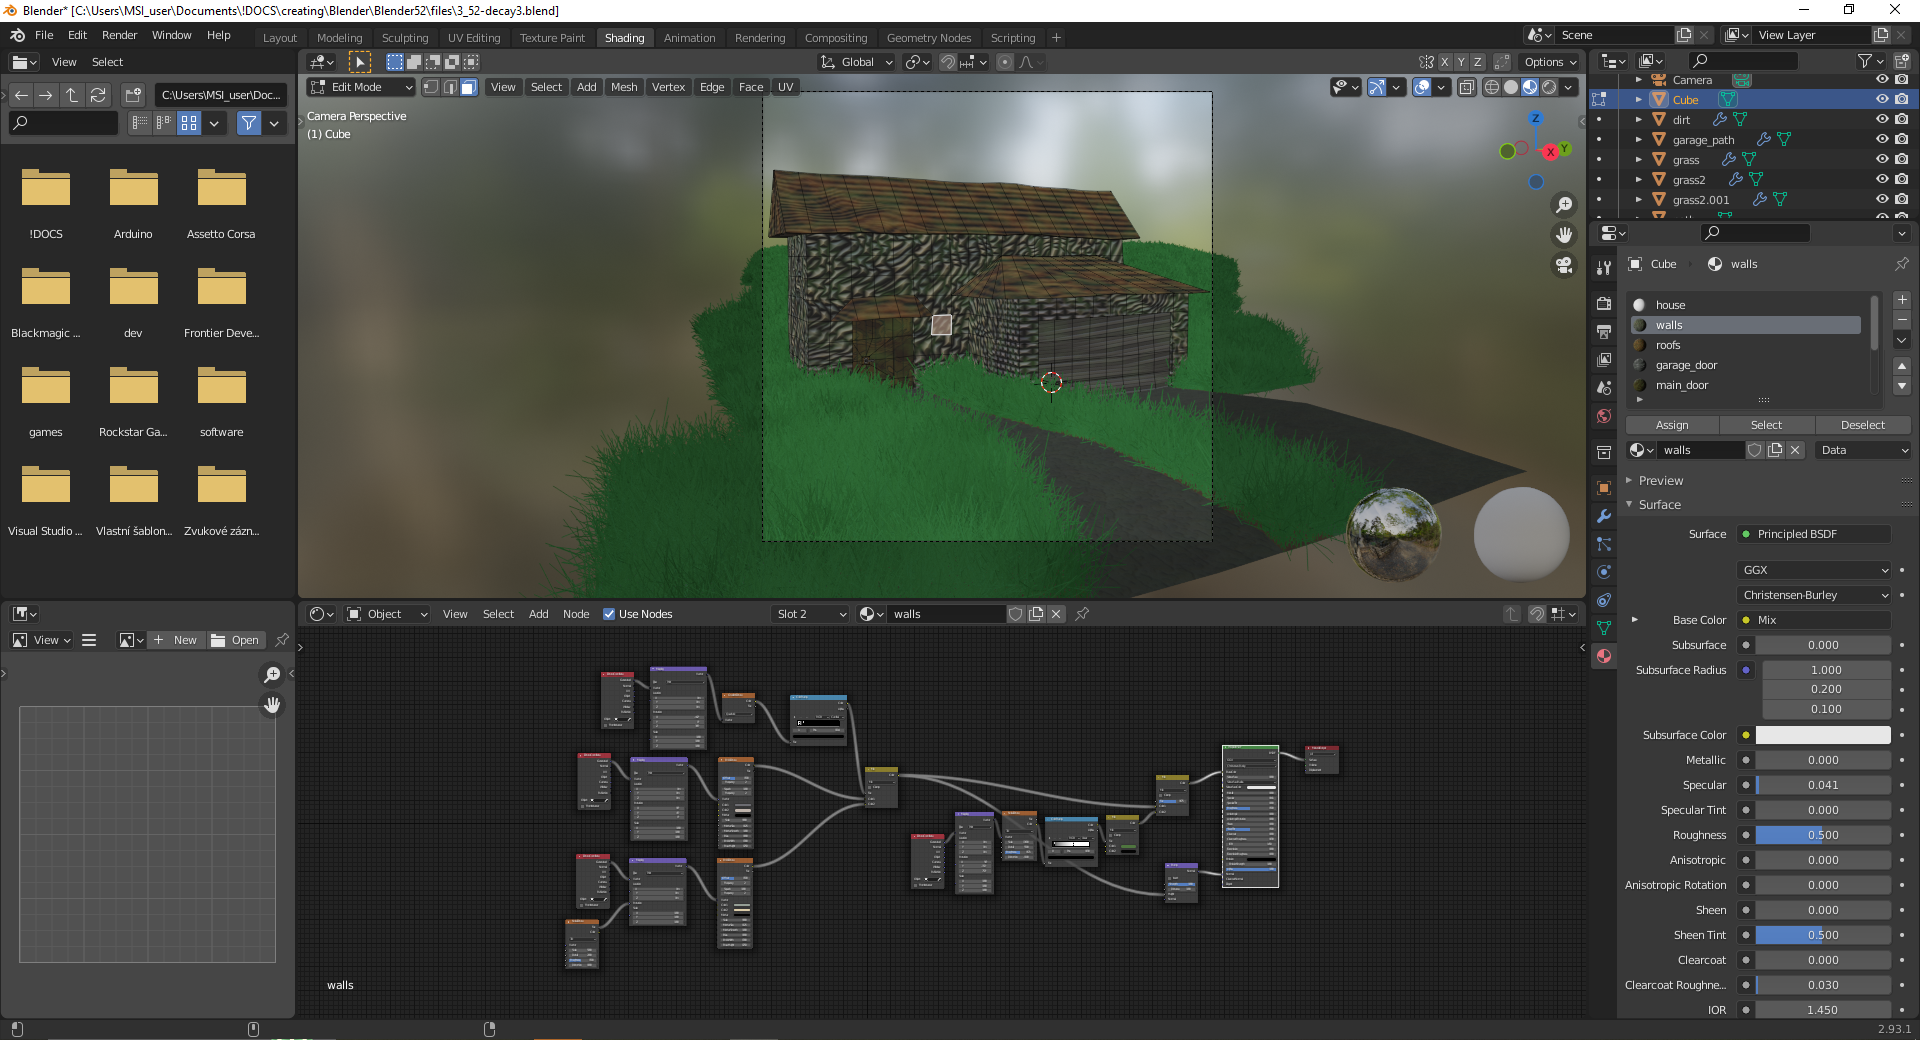 Blender* [C:\Users\MSI_user\Documents\!DOCS\creating\Blender\Blender52\files\3_52-decay3.blend]
File Edit Render Window Help
Layout Modeling Sculpting UV Editing Texture Paint Shading Animation Rendering Compositing Geometry Nodes Scripting
Scene
View Layer
View Select
Global
X Y Z
Options
C:\Users\MSI_user\Doc...
Edit Mode
View Select Add Mesh Vertex Edge Face UV
Camera Perspective
(1) Cube
Z
X
Y
!DOCS
Arduino
Assetto Corsa
Blackmagic ...
dev
Frontier Deve...
games
Rockstar Ga...
software
Visual Studio ...
Vlastní šablon...
Zvukové zázn...
Camera
Cube
dirt
garage_path
grass
grass2
grass2.001
Cube
walls
house
walls
roofs
garage_door
main_door
Assign
Select
Deselect
walls
Data
Preview
Surface
Surface
Principled BSDF
GGX
Christensen-Burley
Base Color
Mix
Subsurface
0.000
Subsurface Radius
1.000
0.200
0.100
Subsurface Color
Metallic
0.000
Specular
0.041
Specular Tint
0.000
Roughness
0.500
Anisotropic
0.000
Anisotropic Rotation
0.000
Sheen
0.000
Sheen Tint
0.500
Clearcoat
0.000
Clearcoat Roughne...
0.030
IOR
1.450
View
New
Open
Object
View Select Add Node
Use Nodes
Slot 2
walls
walls
2.93.1